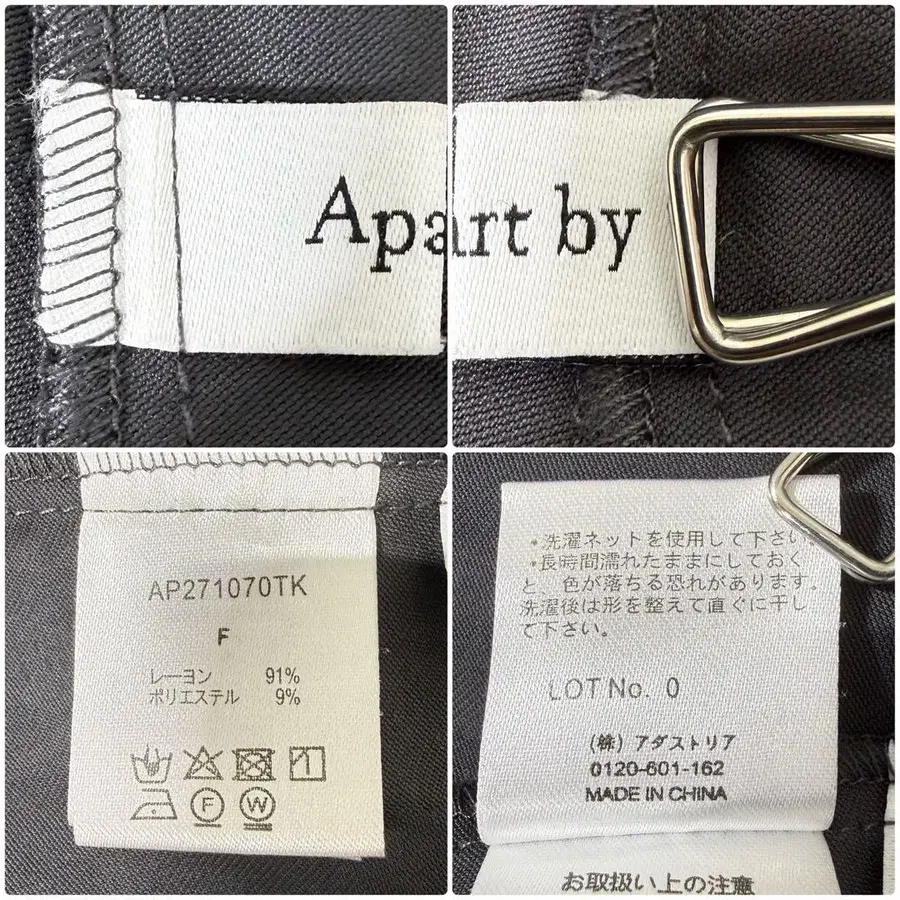 Apart by
AP271070TK
F
レーヨン 91%
ポリエステル 9%
F W
・洗濯ネットを使用して下さい
・長時間濡れたままにしておく
と、色が落ちる恐れがあります。
洗濯後は形を整えて直ぐに干し
て下さい。
LOT No. 0
（株）アダストリア
0120-601-162
MADE IN CHINA
お取扱い上の注意